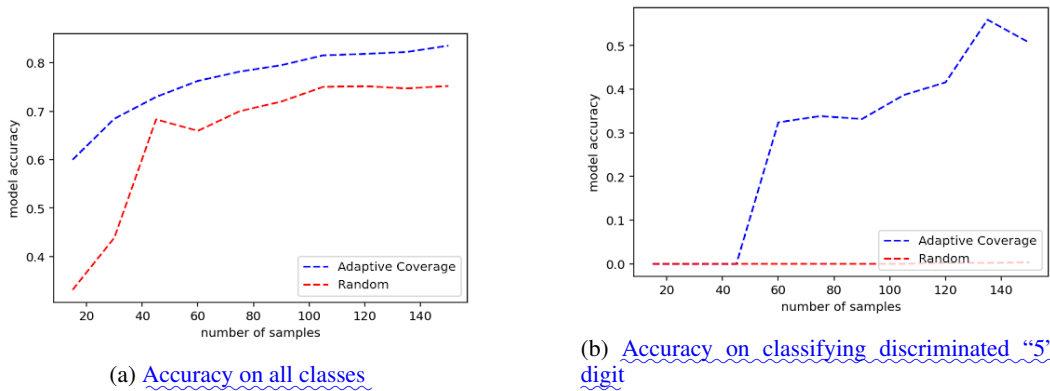 model accuracy
0.8
0.7
0.6
0.5
0.4
20 40 60 80 100 120 140
number of samples
Adaptive Coverage
Random
(a) Accuracy on all classes
model accuracy
0.5
0.4
0.3
0.2
0.1
0.0
20 40 60 80 100 120 140
number of samples
Adaptive Coverage
Random
(b) Accuracy on classifying discriminated “5”
digit